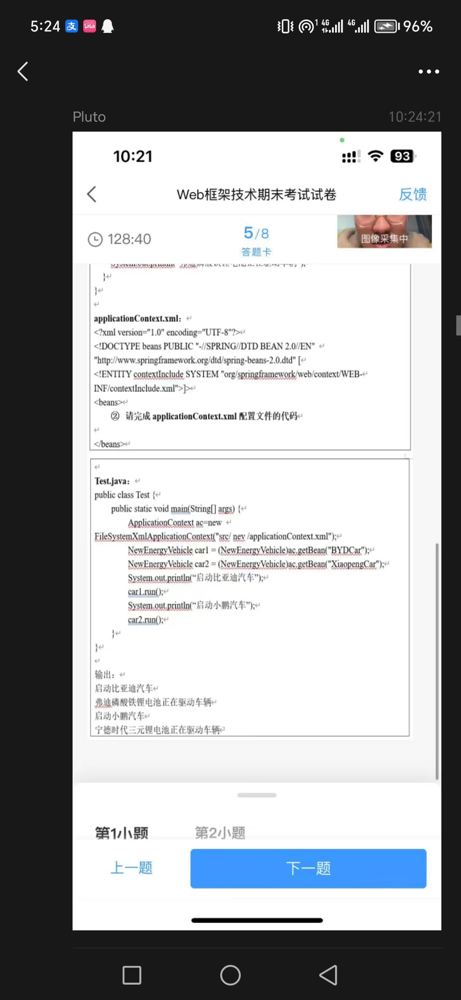 5:24
支
bilibili
1 4G 4G 96%
Pluto 10:24:21
10:21
93
Web框架技术期末考试试卷 反馈
128:40
5/8
答题卡
图像采集中
}↵
}↵
↵
applicationContext.xml: ↵
<?xml version="1.0" encoding="UTF-8"?>↵
<!DOCTYPE beans PUBLIC "-//SPRING//DTD BEAN 2.0//EN" ↵
"http://www.springframework.org/dtd/spring-beans-2.0.dtd" [↵
<!ENTITY contextInclude SYSTEM "org/springframework/web/context/WEB-↵
INF/contextInclude.xml">]>↵
<beans>↵
② 请完成 applicationContext.xml 配置文件的代码↵
↵
</beans>↵
↵
Test.java: ↵
public class Test {↵
public static void main(String[] args) {↵
ApplicationContext ac=new ↵
FileSystemXmlApplicationContext("src/ nev /applicationContext.xml");↵
NewEnergyVehicle car1 = (NewEnergyVehicle)ac.getBean("BYDCar");↵
NewEnergyVehicle car2 = (NewEnergyVehicle)ac.getBean("XiaopengCar");↵
System.out.println(“启动比亚迪汽车”);↵
car1.run();↵
System.out.println(“启动小鹏汽车”);↵
car2.run();↵
}↵
}↵
↵
输出: ↵
启动比亚迪汽车↵
弗迪磷酸铁锂电池正在驱动车辆↵
启动小鹏汽车↵
宁德时代三元锂电池正在驱动车辆↵
第1小题 第2小题
上一题 下一题